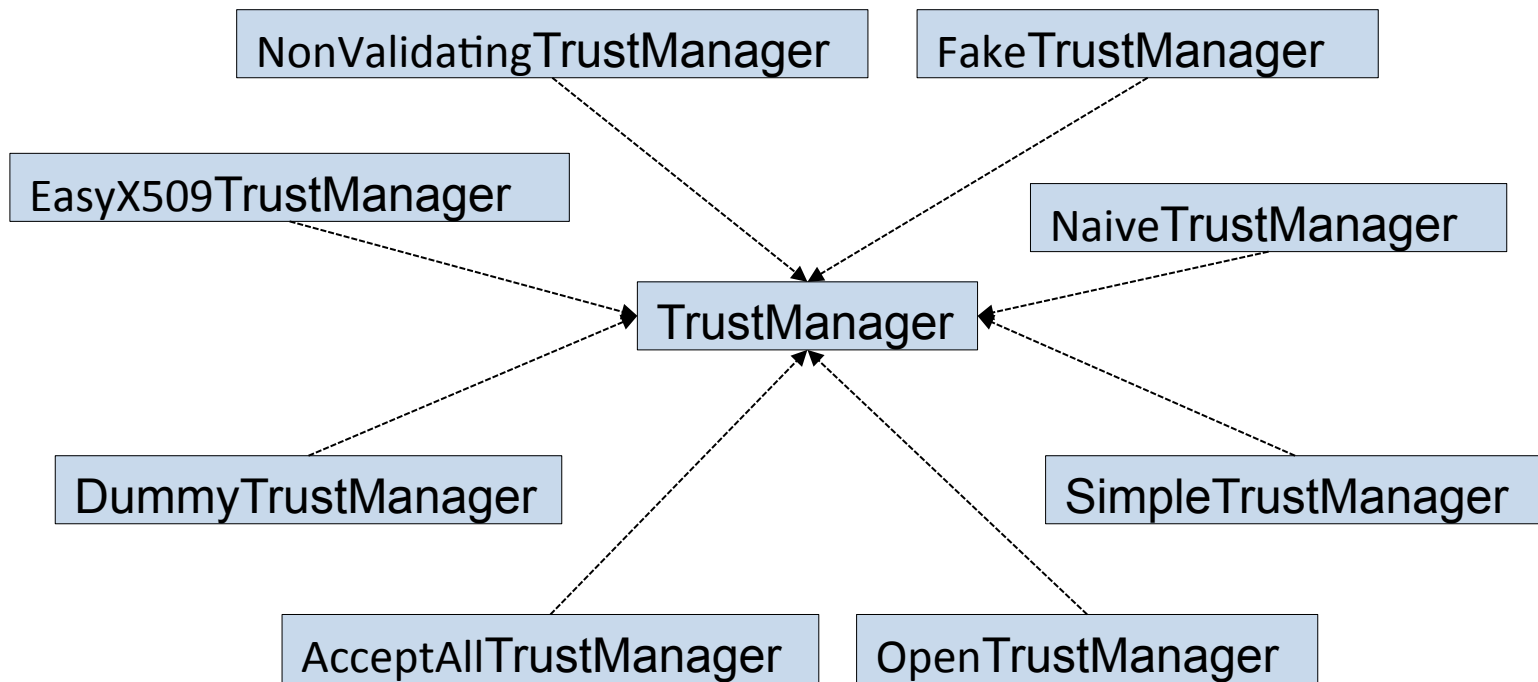 NonValidatingTrustManager
FakeTrustManager
EasyX509TrustManager
NaiveTrustManager
TrustManager
DummyTrustManager
SimpleTrustManager
AcceptAllTrustManager
OpenTrustManager